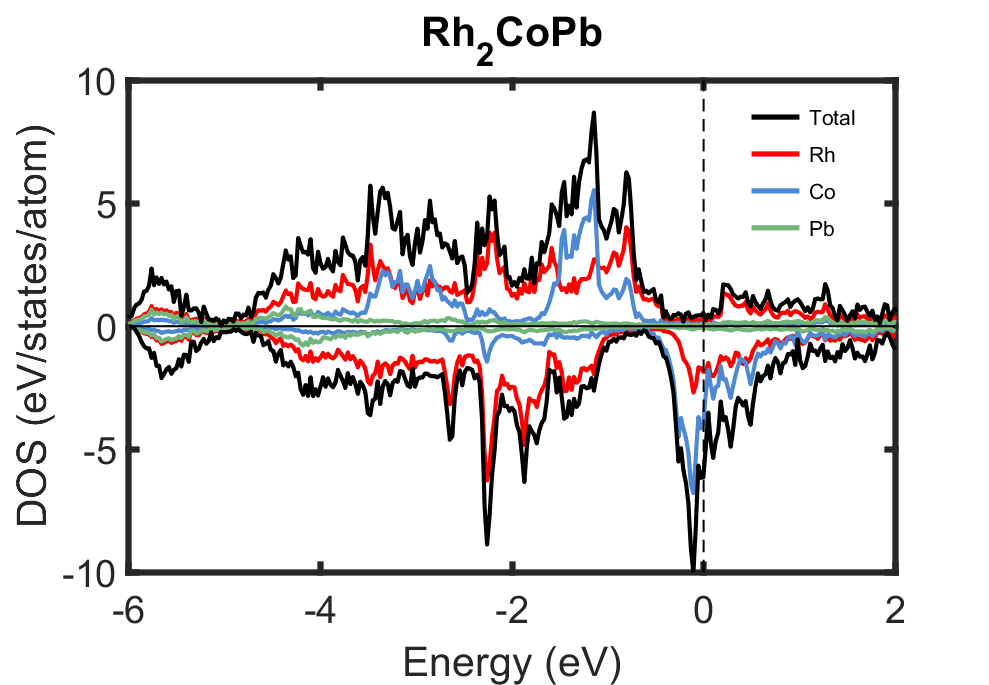 Rh₂CoPb
DOS (eV/states/atom)
10
5
0
-5
-10
Total
Rh
Co
Pb
-6
-4
-2
0
2
Energy (eV)